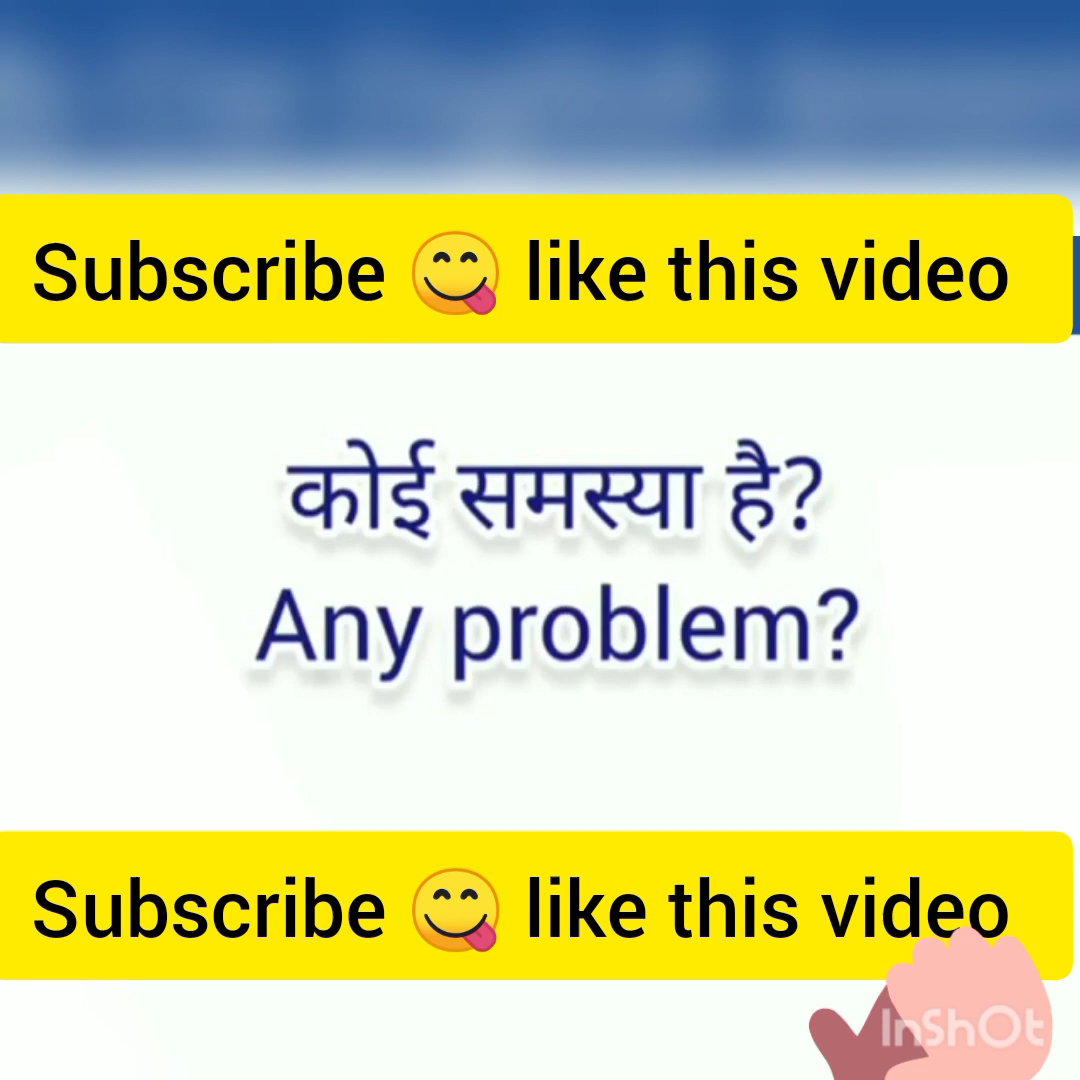 Subscribe 😋 like this video
कोई समस्या है?
Any problem?
Subscribe 😋 like this video
InShOt